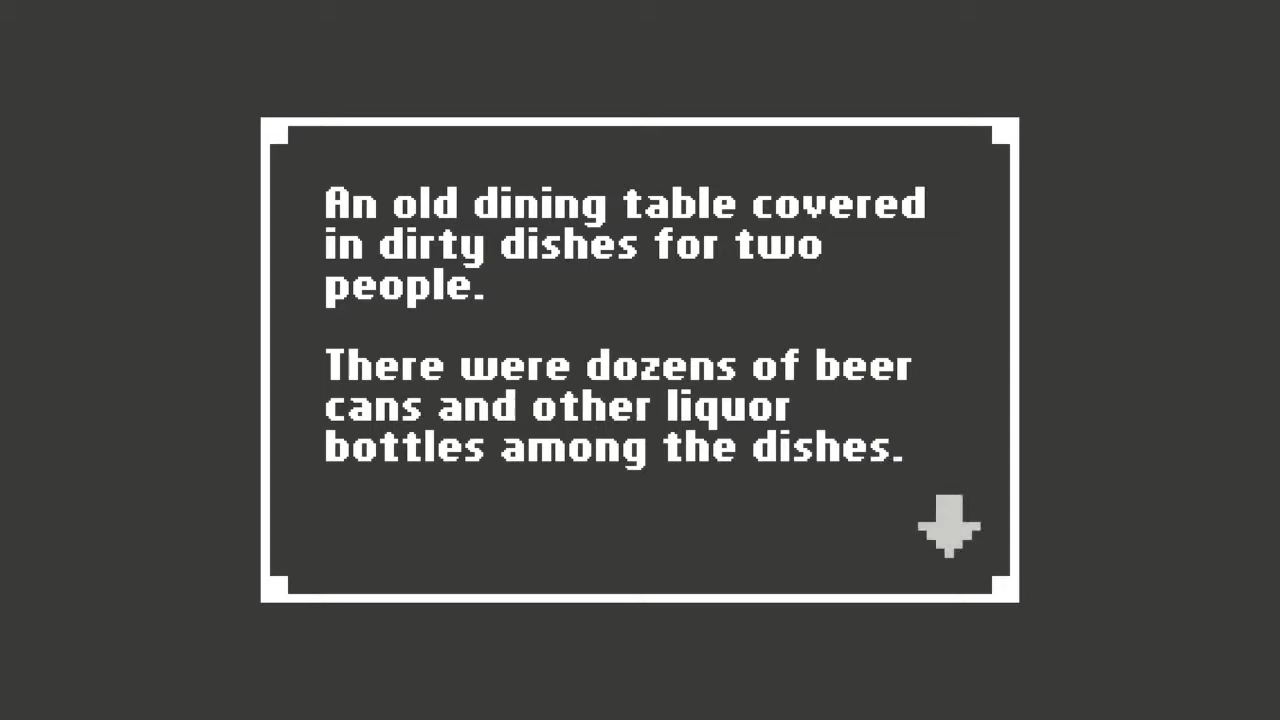 An old dining table covered
in dirty dishes for two
people.
There were dozens of beer
cans and other liquor
bottles among the dishes.